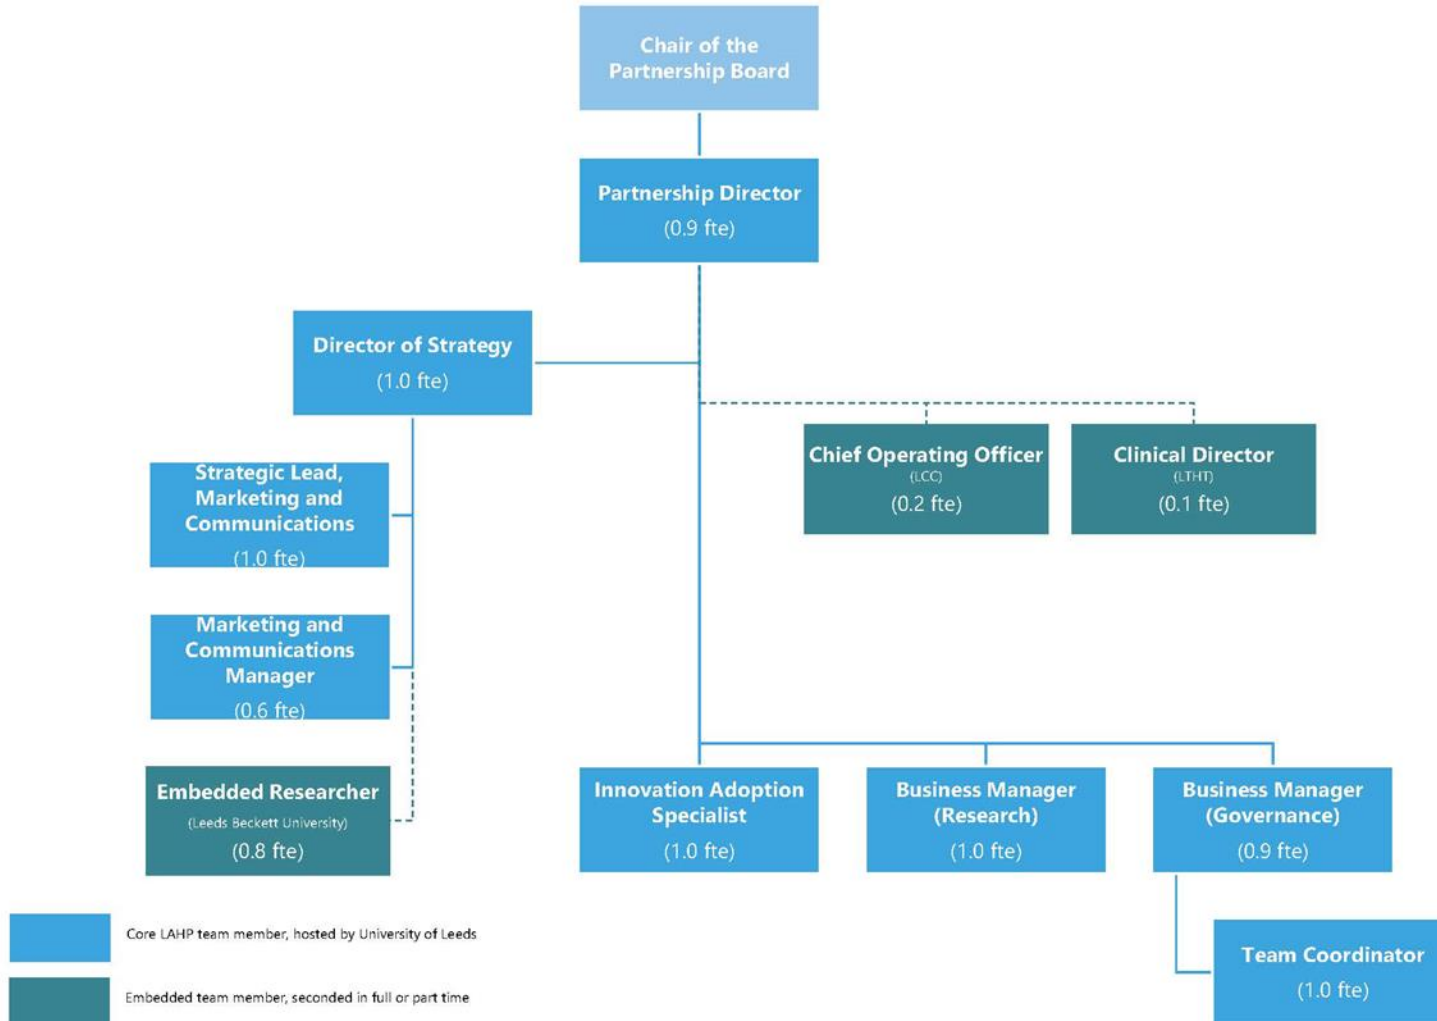 Chair of the
Partnership Board
Partnership Director
(0.9 fte)
Director of Strategy
(1.0 fte)
Strategic Lead,
Marketing and
Communications
(1.0 fte)
Marketing and
Communications
Manager
(0.6 fte)
Embedded Researcher
(Leeds Beckett University)
(0.8 fte)
Chief Operating Officer
(LCC)
(0.2 fte)
Clinical Director
(LTHT)
(0.1 fte)
Innovation Adoption
Specialist
(1.0 fte)
Business Manager
(Research)
(1.0 fte)
Business Manager
(Governance)
(0.9 fte)
Team Coordinator
(1.0 fte)
Core LAHP team member, hosted by University of Leeds
Embedded team member, seconded in full or part time